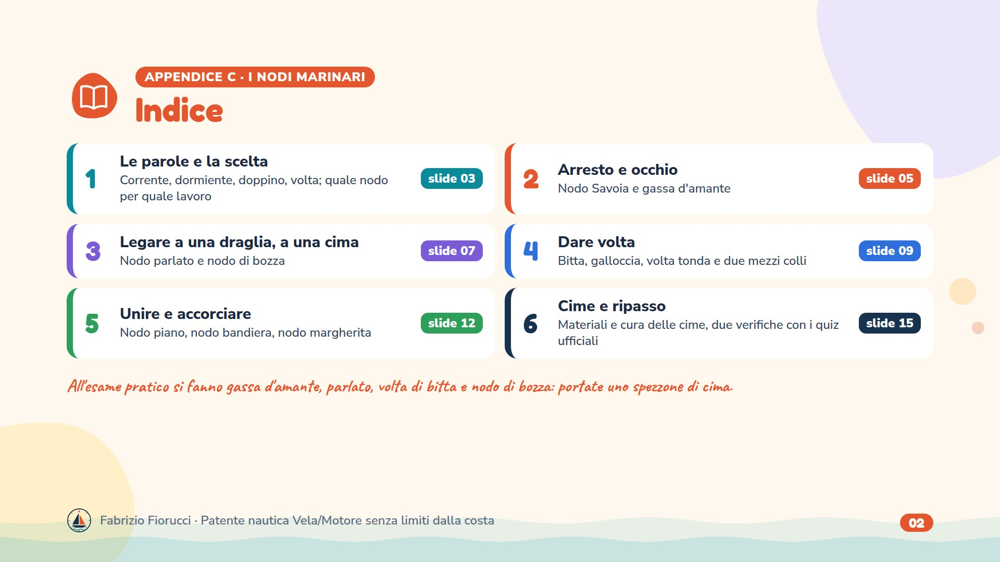 APPENDICE C · I NODI MARINARI
Indice
1
Le parole e la scelta
Corrente, dormiente, doppino, volta; quale nodo
per quale lavoro
slide 03
2
Arresto e occhio
Nodo Savoia e gassa d'amante
slide 05
3
Legare a una draglia, a una cima
Nodo parlato e nodo di bozza
slide 07
4
Dare volta
Bitta, galloccia, volta tonda e due mezzi colli
slide 09
5
Unire e accorciare
Nodo piano, nodo bandiera, nodo margherita
slide 12
6
Cime e ripasso
Materiali e cura delle cime, due verifiche con i quiz
ufficiali
slide 15
All'esame pratico si fanno gassa d'amante, parlato, volta di bitta e nodo di bozza: portate uno spezzone di cima.
Fabrizio Fiorucci · Patente nautica Vela/Motore senza limiti dalla costa
02